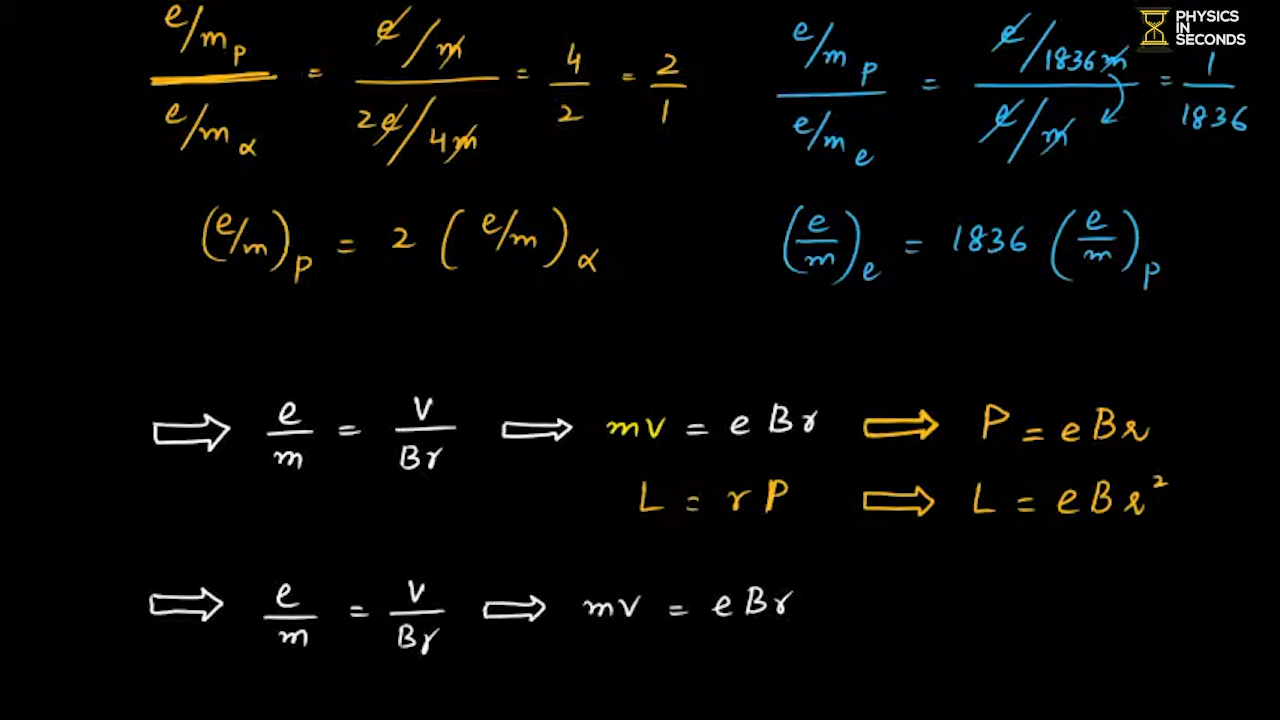 PHYSICS
IN
SECONDS
e/m_p / e/m_α = e/m / 2e/4m = 4/2 = 2/1
e/m_p / e/m_e = e/1836m / e/m = 1/1836
(e/m)_p = 2 (e/m)_α
(e/m)_e = 1836 (e/m)_p
⇒ e/m = V/Br ⇒ mv = eBr ⇒ P = eBr
L = rP ⇒ L = eBr²
⇒ e/m = V/Br ⇒ mv = eBr